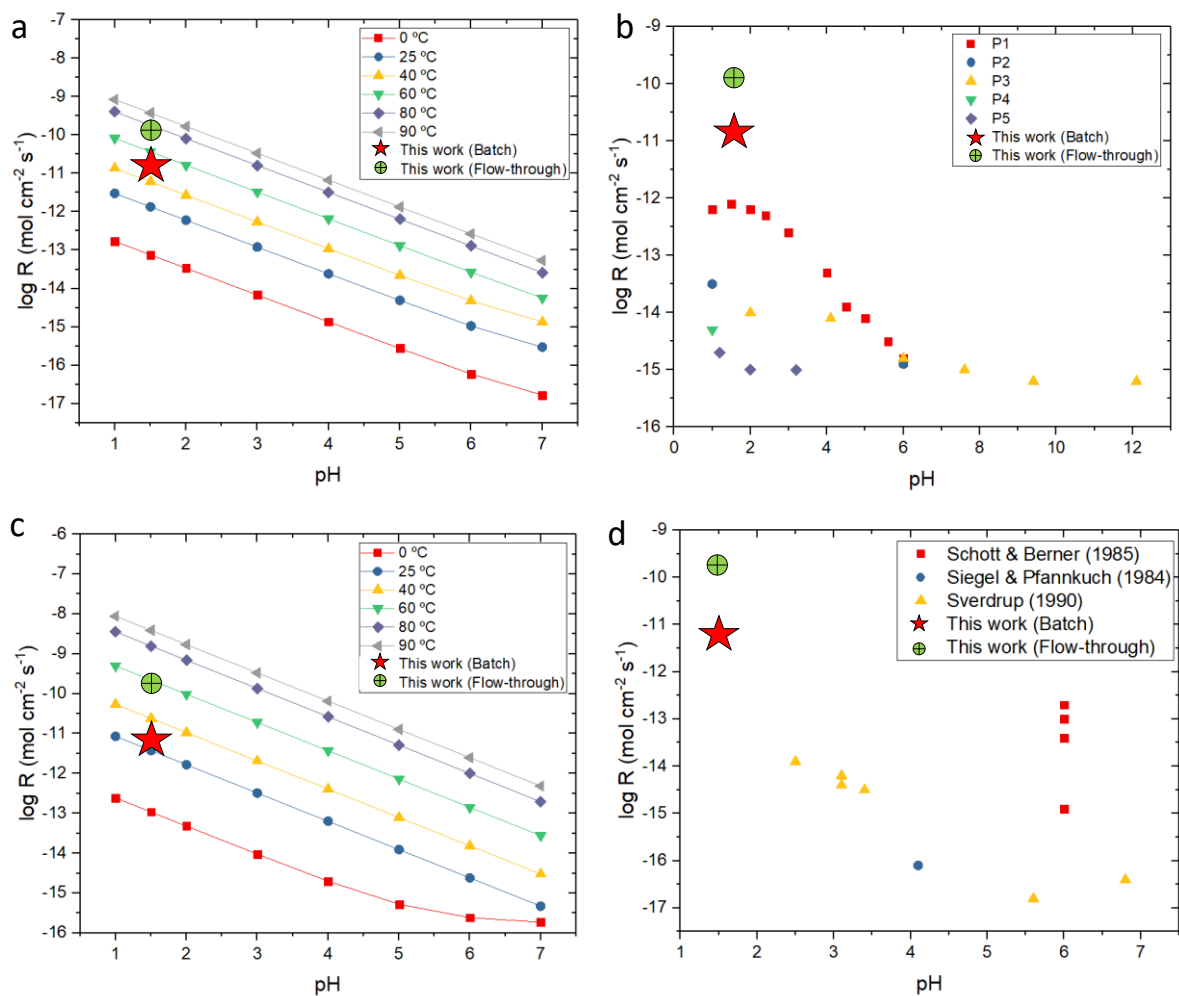 a
log R (mol cm-2 s-1)
-7
-8
-9
-10
-11
-12
-13
-14
-15
-16
-17
1 2 3 4 5 6 7
pH
0 ºC
25 ºC
40 ºC
60 ºC
80 ºC
90 ºC
This work (Batch)
This work (Flow-through)
b
log R (mol cm-2 s-1)
-9
-10
-11
-12
-13
-14
-15
-16
0 2 4 6 8 10 12
pH
P1
P2
P3
P4
P5
This work (Batch)
This work (Flow-through)
c
log R (mol cm-2 s-1)
-6
-7
-8
-9
-10
-11
-12
-13
-14
-15
-16
1 2 3 4 5 6 7
pH
0 ºC
25 ºC
40 ºC
60 ºC
80 ºC
90 ºC
This work (Batch)
This work (Flow-through)
d
log R (mol cm-2 s-1)
-9
-10
-11
-12
-13
-14
-15
-16
-17
1 2 3 4 5 6 7
pH
Schott & Berner (1985)
Siegel & Pfannkuch (1984)
Sverdrup (1990)
This work (Batch)
This work (Flow-through)